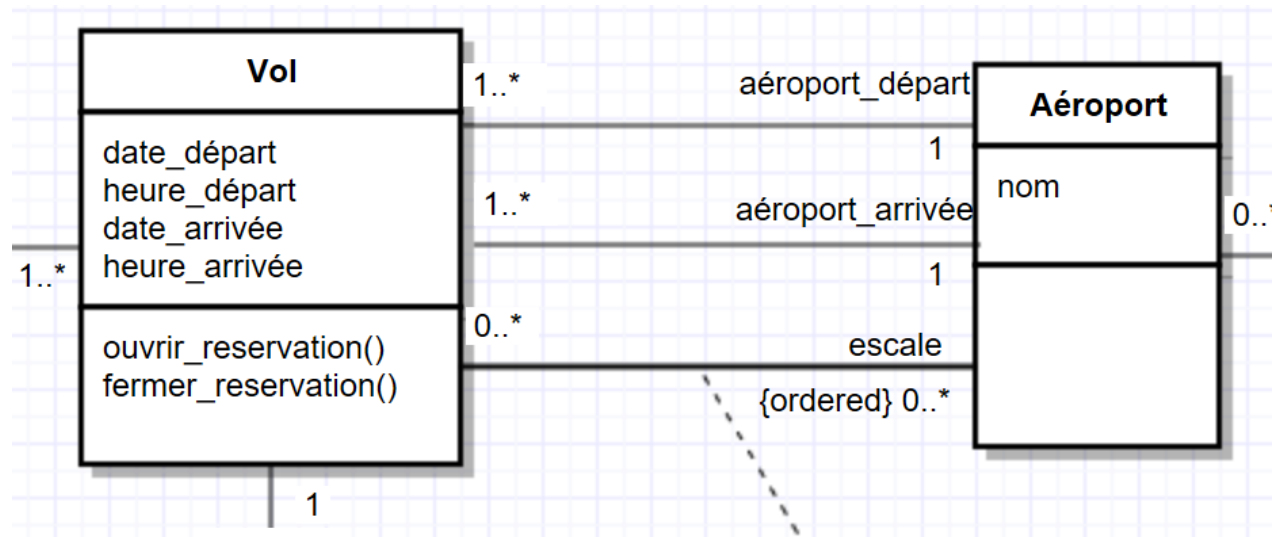 Vol
date_départ
heure_départ
date_arrivée
heure_arrivée
ouvrir_reservation()
fermer_reservation()
1..*
1
1..*
aéroport_départ
1
1..*
aéroport_arrivée
1
0..*
escale
{ordered} 0..*
Aéroport
nom
0..*